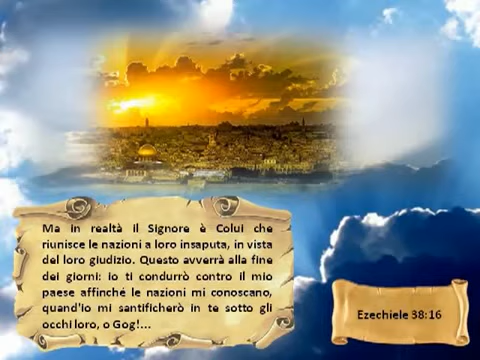 Ma in realtà il Signore è Colui che
riunisce le nazioni a loro insaputa, in vista
del loro giudizio. Questo avverrà alla fine
dei giorni: io ti condurrò contro il mio
paese affinché le nazioni mi conoscano,
quand'io mi santificherò in te sotto gli
occhi loro, o Gog!...
Ezechiele 38:16